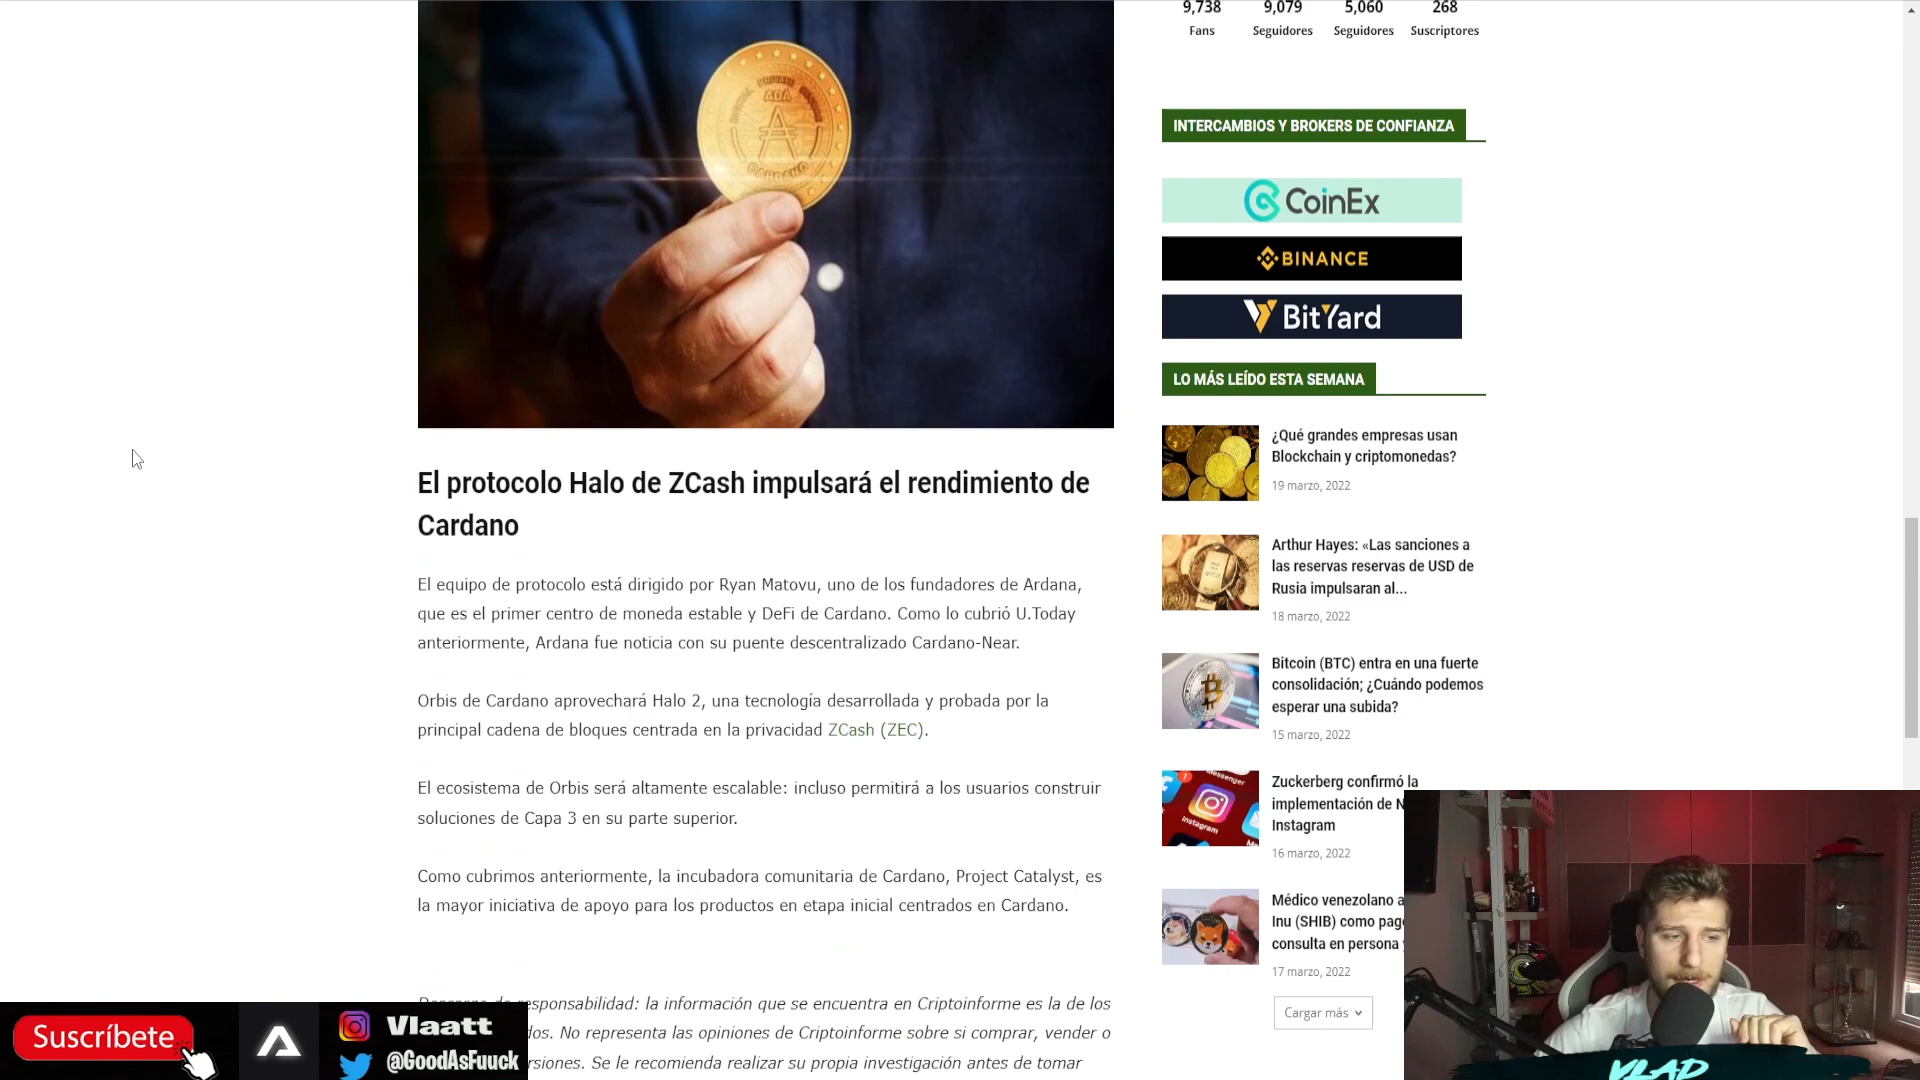 9,738
Fans
9,079
Seguidores
5,060
Seguidores
268
Suscriptores
ADA
CARDANO
El protocolo Halo de ZCash impulsará el rendimiento de
Cardano
El equipo de protocolo está dirigido por Ryan Matovu, uno de los fundadores de Ardana,
que es el primer centro de moneda estable y DeFi de Cardano. Como lo cubrió U.Today
anteriormente, Ardana fue noticia con su puente descentralizado Cardano-Near.
Orbis de Cardano aprovechará Halo 2, una tecnología desarrollada y probada por la
principal cadena de bloques centrada en la privacidad ZCash (ZEC).
El ecosistema de Orbis será altamente escalable: incluso permitirá a los usuarios construir
soluciones de Capa 3 en su parte superior.
Como cubrimos anteriormente, la incubadora comunitaria de Cardano, Project Catalyst, es
la mayor iniciativa de apoyo para los productos en etapa inicial centrados en Cardano.
responsabilidad: la información que se encuentra en Criptoinforme es la de los
dos. No representa las opiniones de Criptoinforme sobre si comprar, vender o
rsiones. Se le recomienda realizar su propia investigación antes de tomar
INTERCAMBIOS Y BROKERS DE CONFIANZA
CoinEx
BINANCE
BitYard
LO MÁS LEÍDO ESTA SEMANA
¿Qué grandes empresas usan
Blockchain y criptomonedas?
19 marzo, 2022
Arthur Hayes: «Las sanciones a
las reservas reservas de USD de
Rusia impulsaran al...
18 marzo, 2022
Bitcoin (BTC) entra en una fuerte
consolidación; ¿Cuándo podemos
esperar una subida?
15 marzo, 2022
Messenger
Instagram
Zuckerberg confirmó la
implementación de N
Instagram
16 marzo, 2022
Médico venezolano a
Inu (SHIB) como pag
consulta en persona
17 marzo, 2022
Cargar más
Suscríbete
Vlaatt
@GoodAsFuuck
VLAD